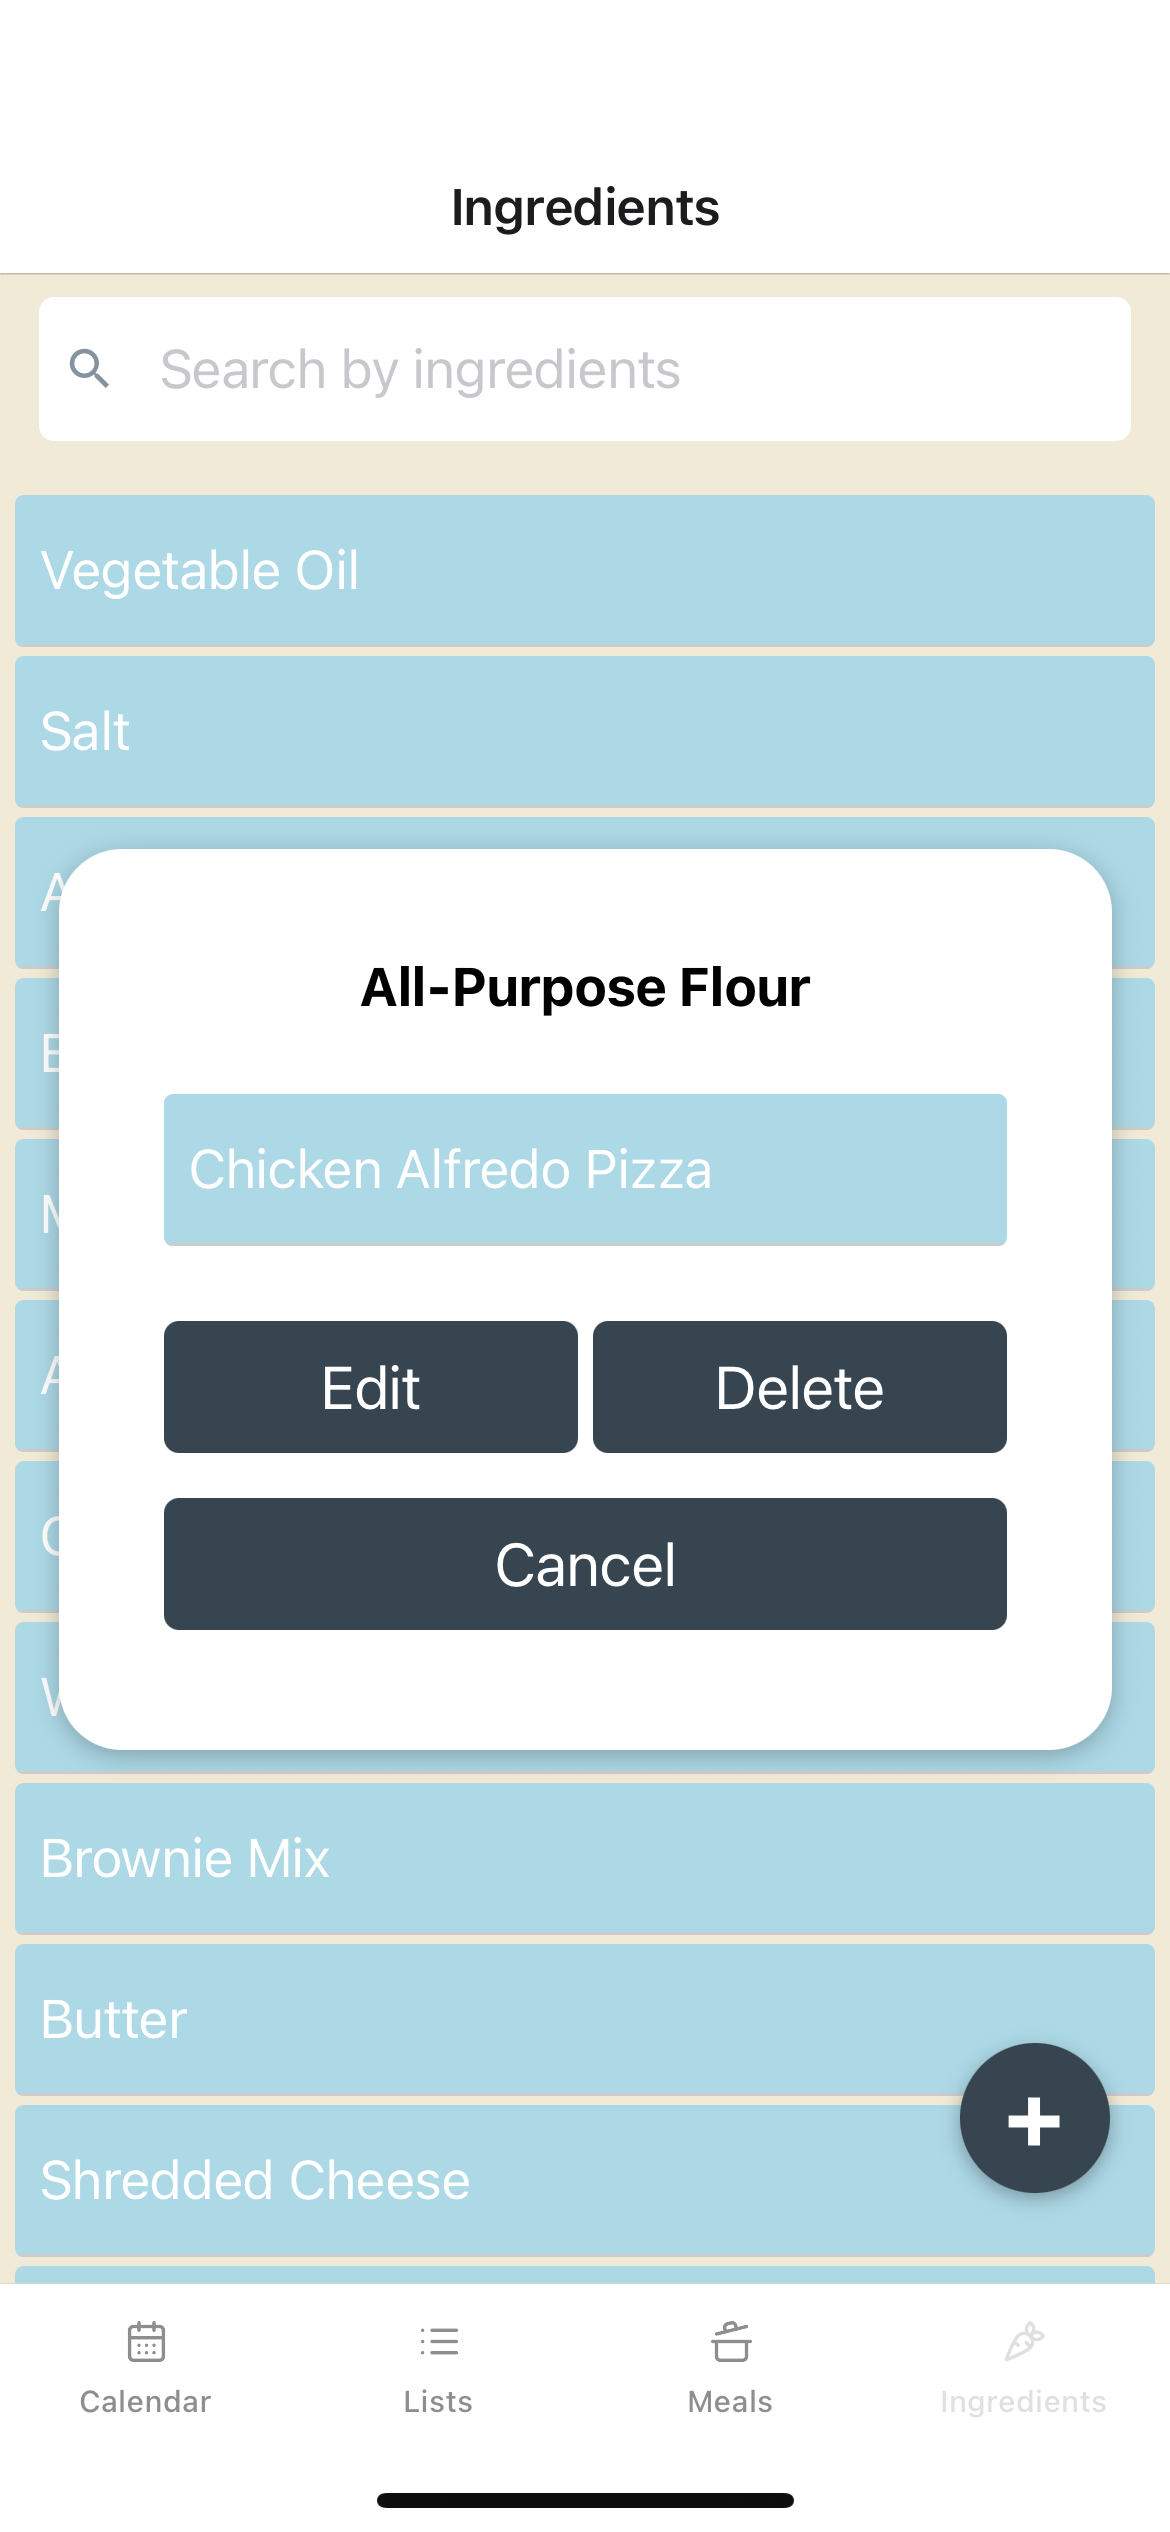 Ingredients
Search by ingredients
Vegetable Oil
Salt
All-Purpose Flour
Chicken Alfredo Pizza
Edit
Delete
Cancel
Brownie Mix
Butter
+
Shredded Cheese
Calendar
Lists
Meals
Ingredients